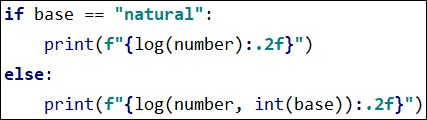 if base == "natural":
    print(f"{log(number):.2f}")
else:
    print(f"{log(number, int(base)):.2f}")